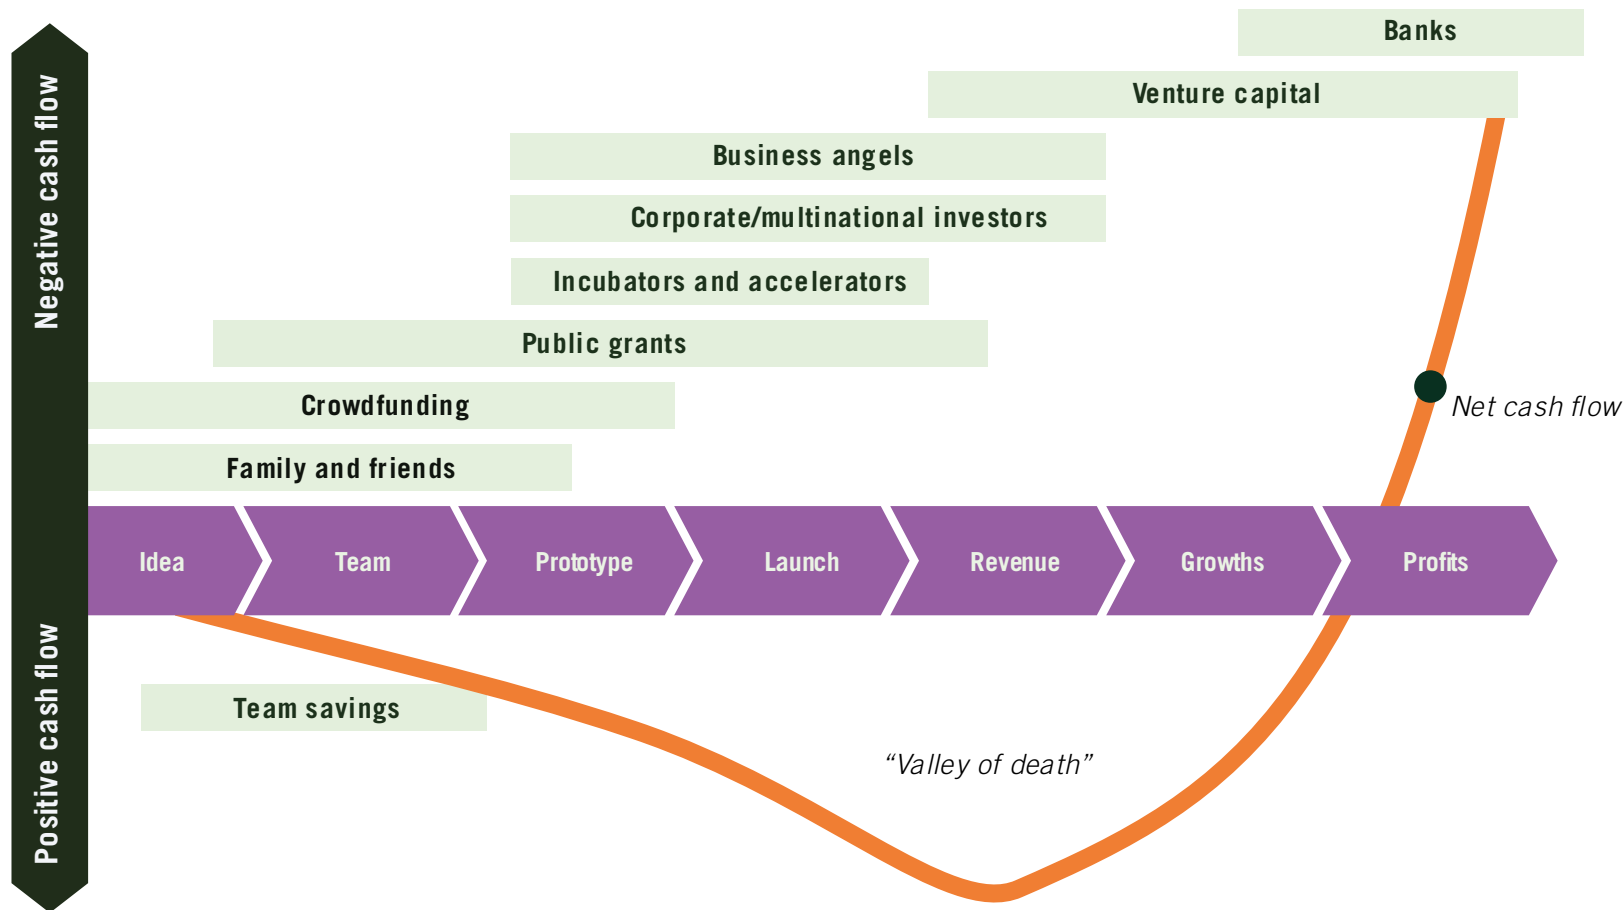 Banks
Venture capital
Business angels
Corporate/multinational investors
Incubators and accelerators
Public grants
Crowdfunding
Family and friends
Negative cash flow
Net cash flow
Idea
Team
Prototype
Launch
Revenue
Growths
Profits
Positive cash flow
Team savings
“Valley of death”